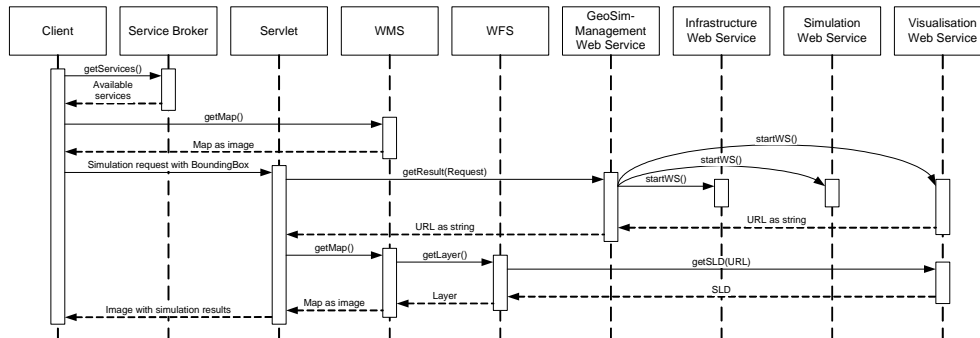 Client
Service Broker
Servlet
WMS
WFS
GeoSim-
Management
Web Service
Infrastructure
Web Service
Simulation
Web Service
Visualisation
Web Service
getServices()
Available
services
getMap()
Map as image
Simulation request with BoundingBox
getResult(Request)
startWS()
startWS()
startWS()
URL as string
URL as string
getMap()
getLayer()
getSLD(URL)
SLD
Layer
Map as image
Image with simulation results